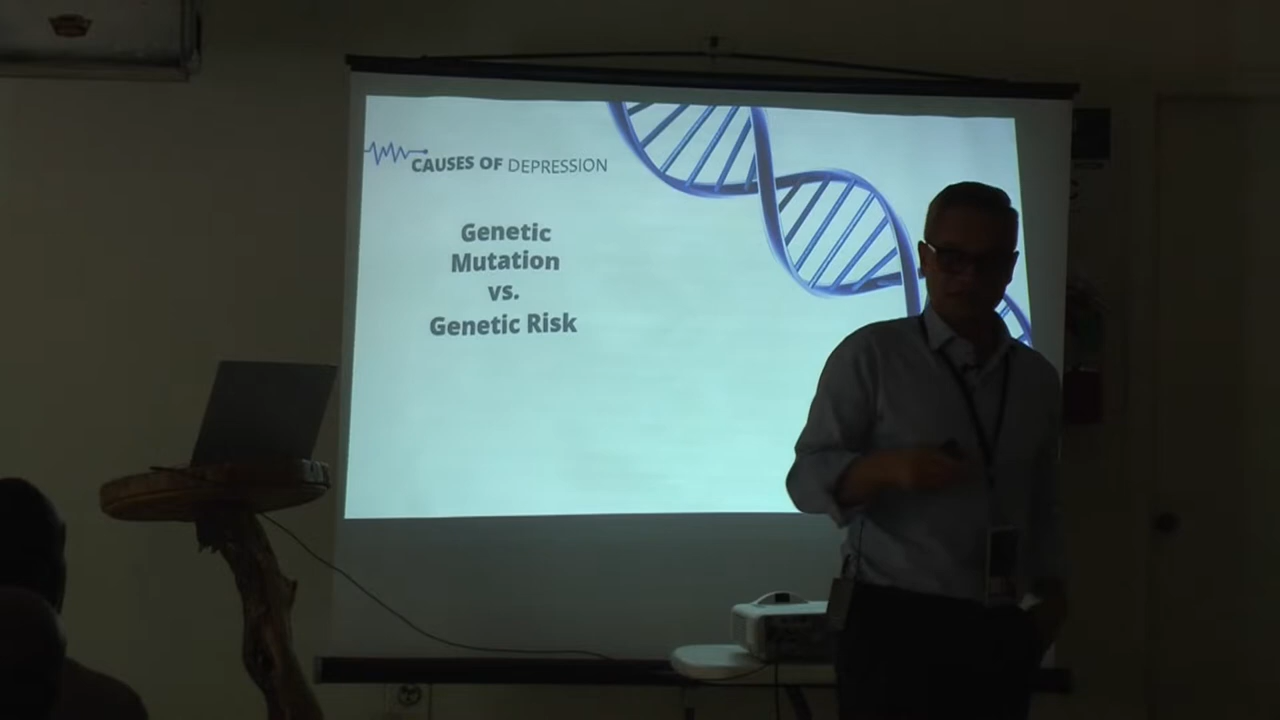 CAUSES OF DEPRESSION
Genetic
Mutation
vs.
Genetic Risk